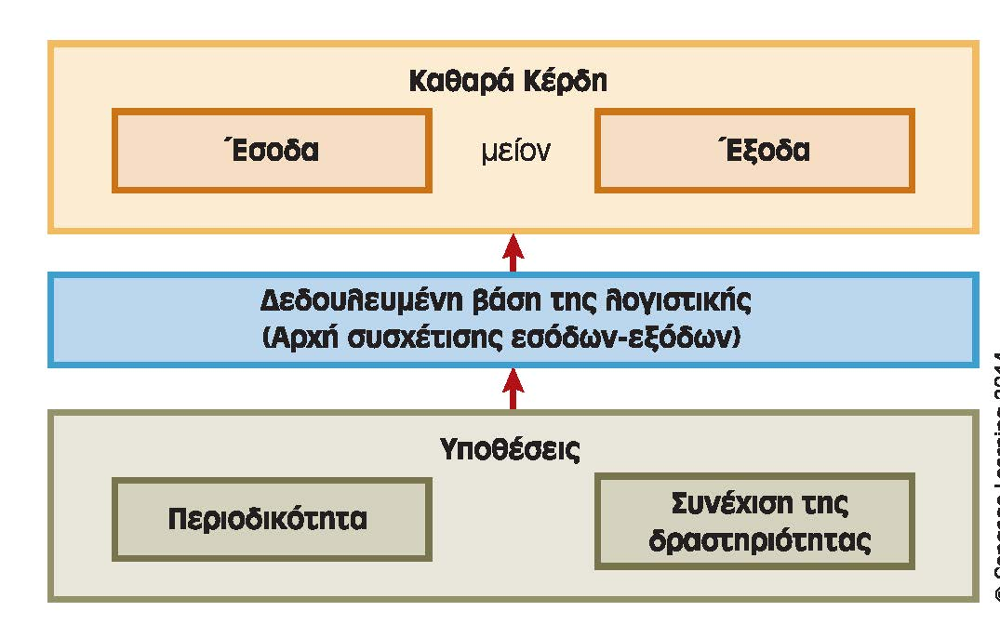 Καθαρά Κέρδη
Έσοδα μείον Έξοδα
Δεδουλευμένη βάση της λογιστικής
(Αρχή συσχέτισης εσόδων-εξόδων)
Υποθέσεις
Περιοδικότητα
Συνέχιση της
δραστηριότητας